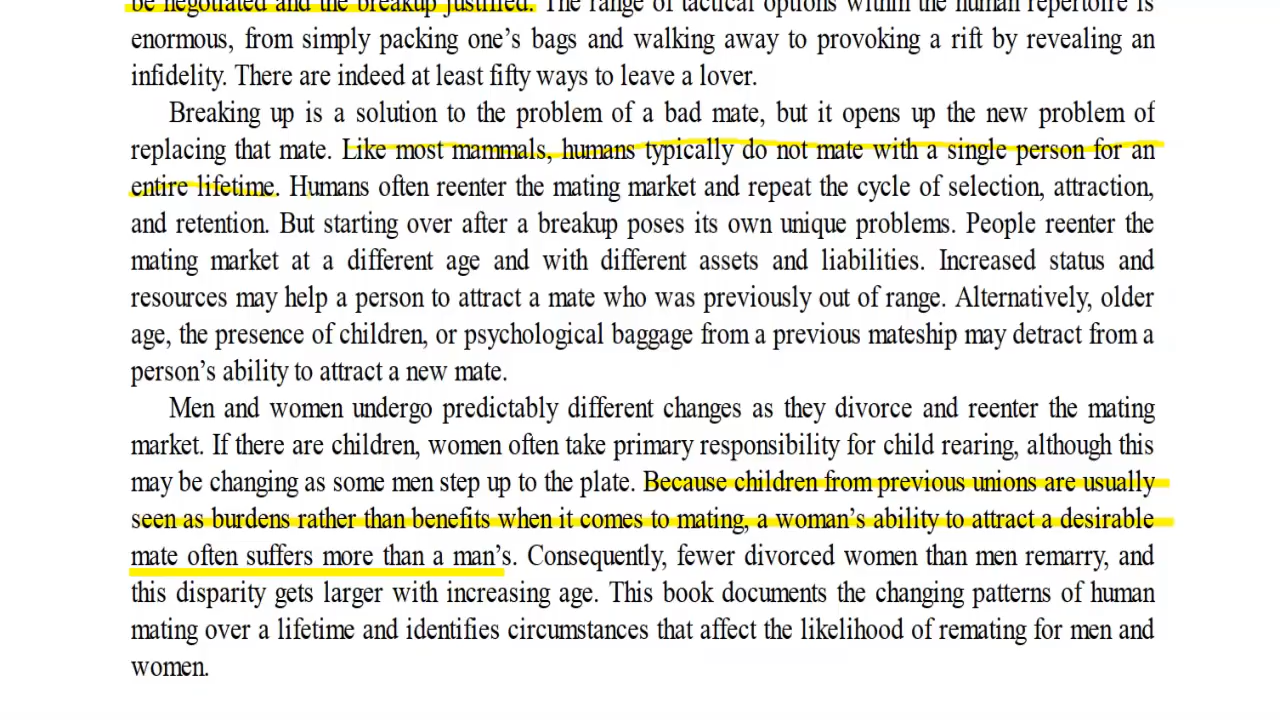 be negotiated and the breakup justified. The range of tactical options within the human repertoire is
enormous, from simply packing one’s bags and walking away to provoking a rift by revealing an
infidelity. There are indeed at least fifty ways to leave a lover.
Breaking up is a solution to the problem of a bad mate, but it opens up the new problem of
replacing that mate. Like most mammals, humans typically do not mate with a single person for an
entire lifetime. Humans often reenter the mating market and repeat the cycle of selection, attraction,
and retention. But starting over after a breakup poses its own unique problems. People reenter the
mating market at a different age and with different assets and liabilities. Increased status and
resources may help a person to attract a mate who was previously out of range. Alternatively, older
age, the presence of children, or psychological baggage from a previous mateship may detract from a
person’s ability to attract a new mate.
Men and women undergo predictably different changes as they divorce and reenter the mating
market. If there are children, women often take primary responsibility for child rearing, although this
may be changing as some men step up to the plate. Because children from previous unions are usually
seen as burdens rather than benefits when it comes to mating, a woman’s ability to attract a desirable
mate often suffers more than a man’s. Consequently, fewer divorced women than men remarry, and
this disparity gets larger with increasing age. This book documents the changing patterns of human
mating over a lifetime and identifies circumstances that affect the likelihood of remating for men and
women.